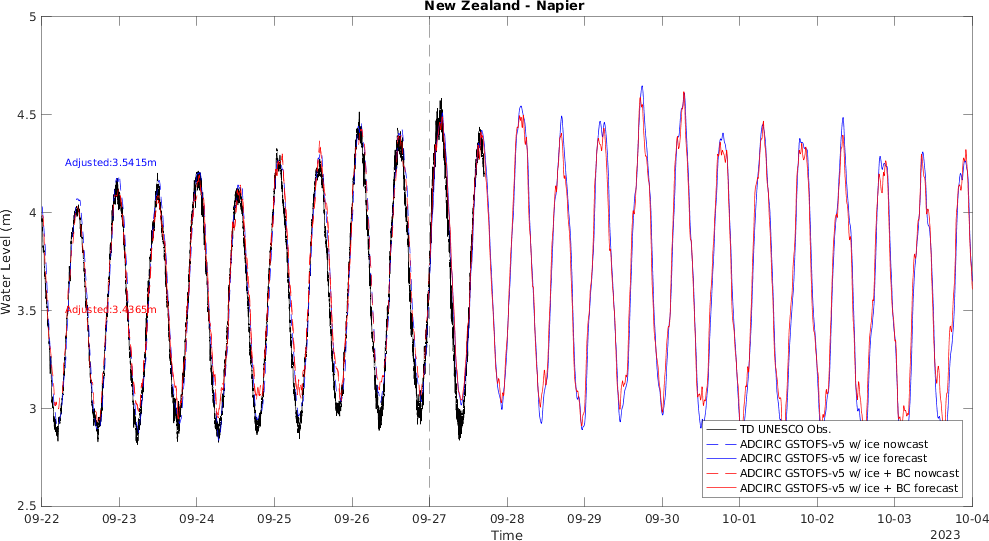 New Zealand - Napier
5
4.5
4
3.5
3
2.5
Water Level (m)
Adjusted:3.5415m
Adjusted:3.4365m
TD UNESCO Obs.
ADCIRC GSTOFS-v5 w/ ice nowcast
ADCIRC GSTOFS-v5 w/ ice forecast
ADCIRC GSTOFS-v5 w/ ice + BC nowcast
ADCIRC GSTOFS-v5 w/ ice + BC forecast
09-22 09-23 09-24 09-25 09-26 09-27 09-28 09-29 09-30 10-01 10-02 10-03 10-04
Time
2023